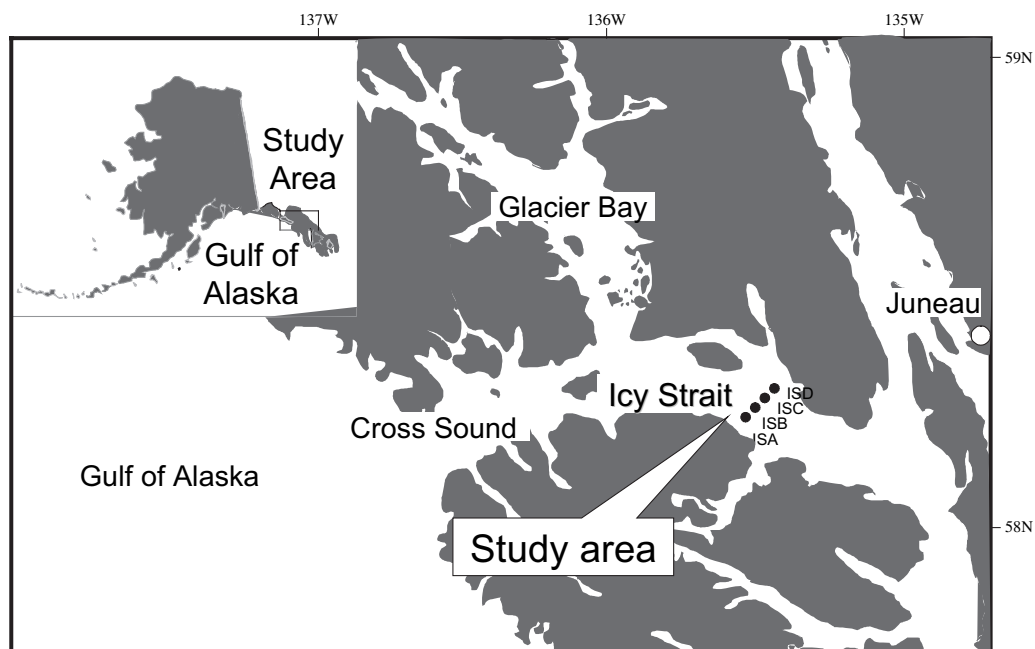 137W
136W
135W
59N
Study
Area
Gulf of
Alaska
Glacier Bay
Juneau
Icy Strait
ISD
ISC
ISB
ISA
Cross Sound
Gulf of Alaska
58N
Study area